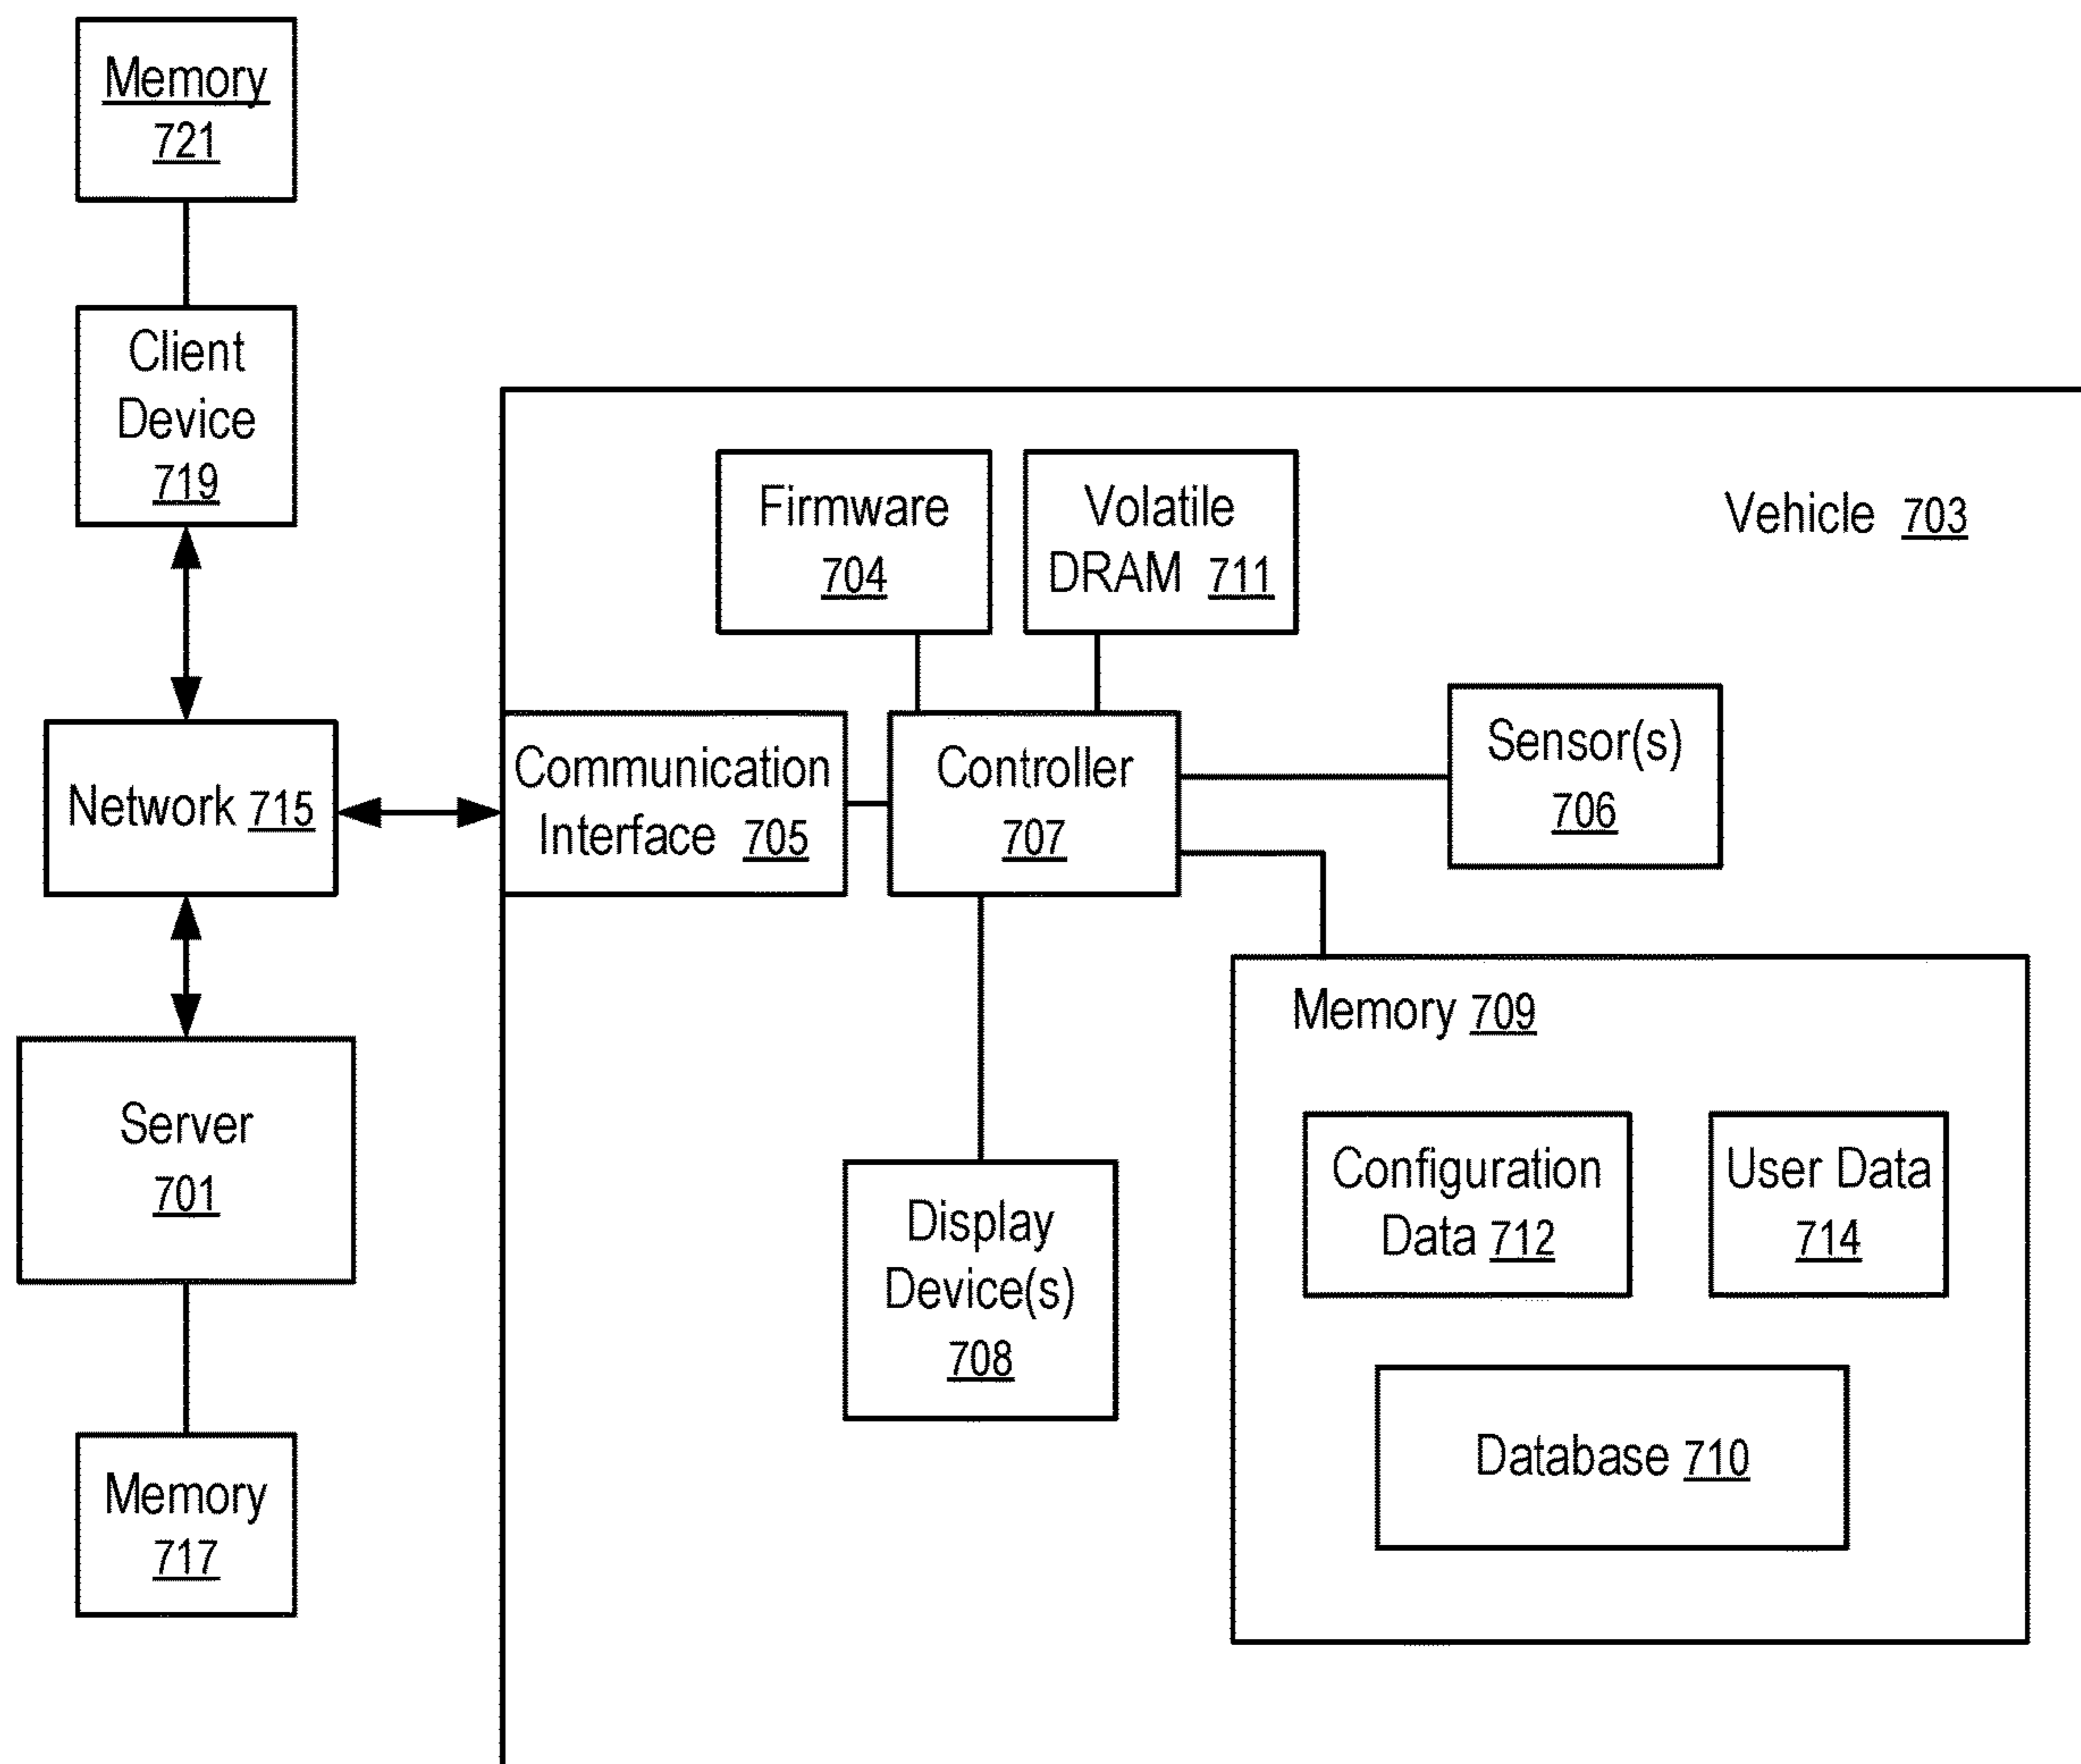 Memory
721
Client
Device
719
Network 715
Server
701
Memory
717
Vehicle 703
Firmware
704
Volatile
DRAM 711
Communication
Interface 705
Controller
707
Sensor(s)
706
Display
Device(s)
708
Memory 709
Configuration
Data 712
User Data
714
Database 710